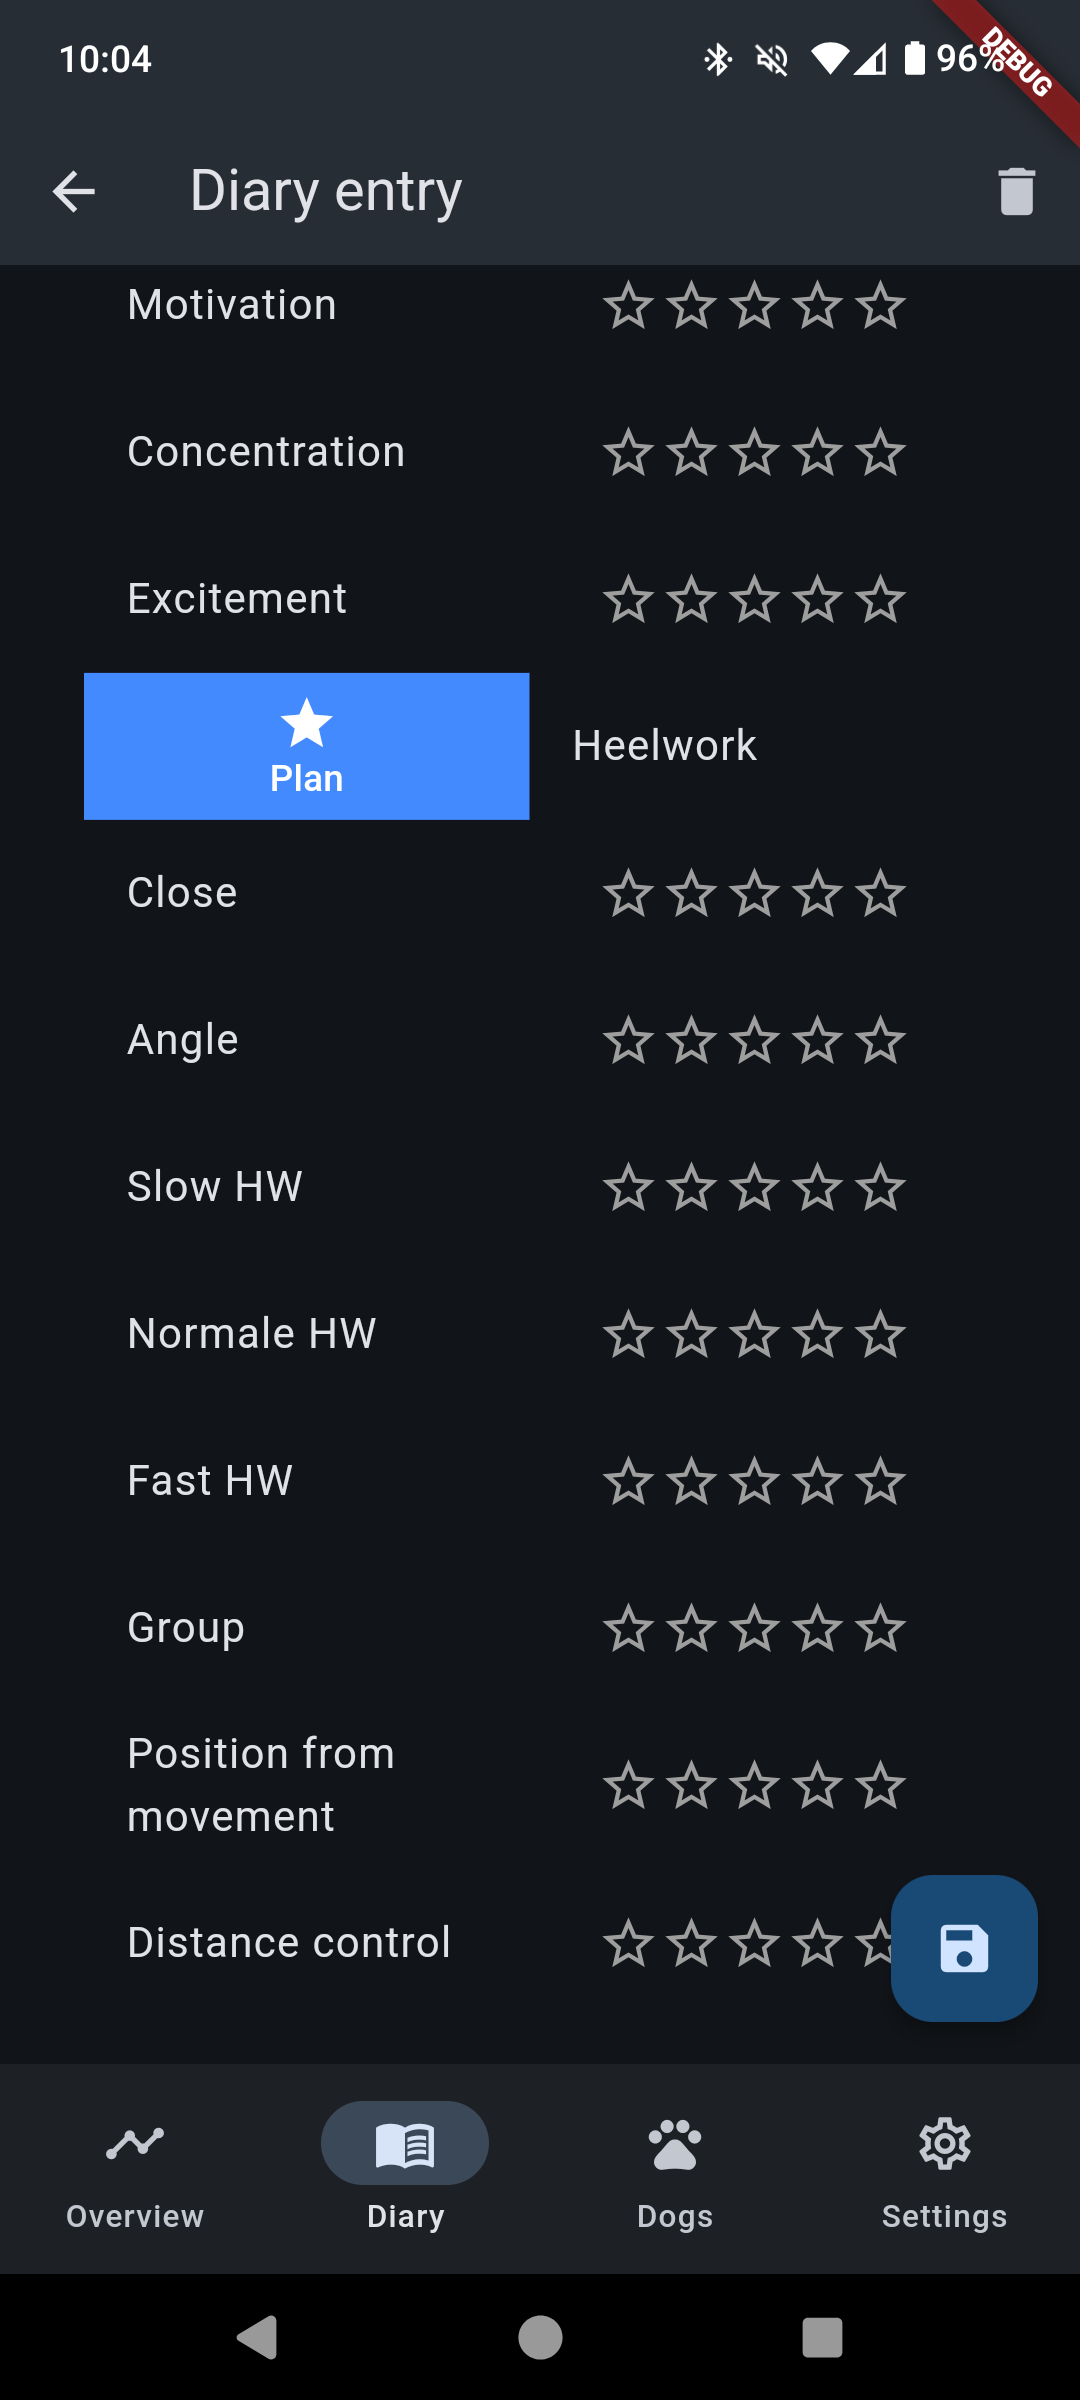 10:04
96%
DEBUG
Diary entry
Motivation
Concentration
Excitement
Plan
Heelwork
Close
Angle
Slow HW
Normale HW
Fast HW
Group
Position from
movement
Distance control
Overview
Diary
Dogs
Settings